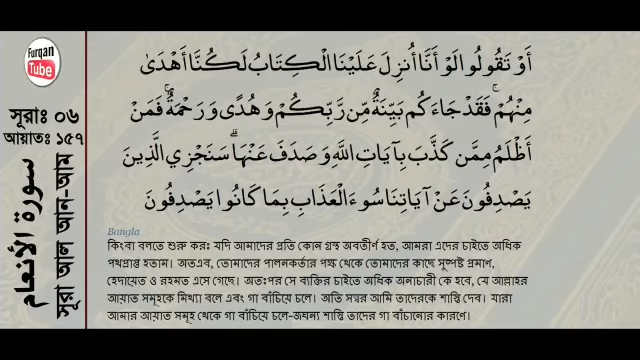 Furqan
Tube
সূরাঃ ০৬
আয়াতঃ ১৫৭
سورة الأنعام
সূরা আল আন-আম
أَوْ تَقُولُوا لَوْ أَنَّا أُنزِلَ عَلَيْنَا الْكِتَابُ لَكُنَّا أَهْدَىٰ
مِنْهُمْ ۚ فَقَدْ جَاءَكُم بَيِّنَةٌ مِّن رَّبِّكُمْ وَهُدًى وَرَحْمَةٌ ۚ فَمَنْ
أَظْلَمُ مِمَّن كَذَّبَ بِآيَاتِ اللَّهِ وَصَدَفَ عَنْهَا ۗ سَنَجْزِي الَّذِينَ
يَصْدِفُونَ عَنْ آيَاتِنَا سُوءَ الْعَذَابِ بِمَا كَانُوا يَصْدِفُونَ
Bangla
কিংবা বলতে শুরু করঃ যদি আমাদের প্রতি কোন গ্রন্থ অবতীর্ণ হত, আমরা এদের চাইতে অধিক
পথপ্রাপ্ত হতাম। অতএব, তোমাদের পালনকর্তার পক্ষ থেকে তোমাদের কাছে সুষ্পষ্ট প্রমাণ,
হেদায়েত ও রহমত এসে গেছে। অতঃপর সে ব্যক্তির চাইতে অধিক অনাচারী কে হবে, যে আল্লাহর
আয়াত সমূহকে মিথ্যা বলে এবং গা বাঁচিয়ে চলে। অতি সত্ত্বর আমি তাদেরকে শাস্তি দেব। যারা
আমার আয়াত সমূহ থেকে গা বাঁচিয়ে চলে-জঘন্য শাস্তি তাদের গা বাঁচানোর কারণে।